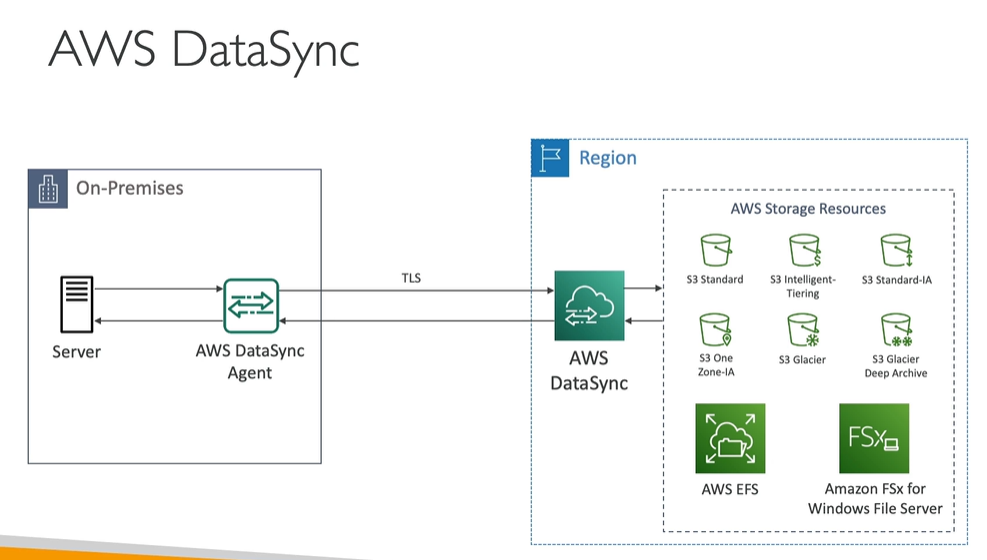 AWS DataSync
Region
On-Premises
AWS Storage Resources
S3 Standard
S3 Intelligent-
Tiering
S3 Standard-IA
TLS
Server
AWS DataSync
Agent
AWS
DataSync
S3 One
Zone-IA
S3 Glacier
S3 Glacier
Deep Archive
FSx
AWS EFS
Amazon FSx for
Windows File Server